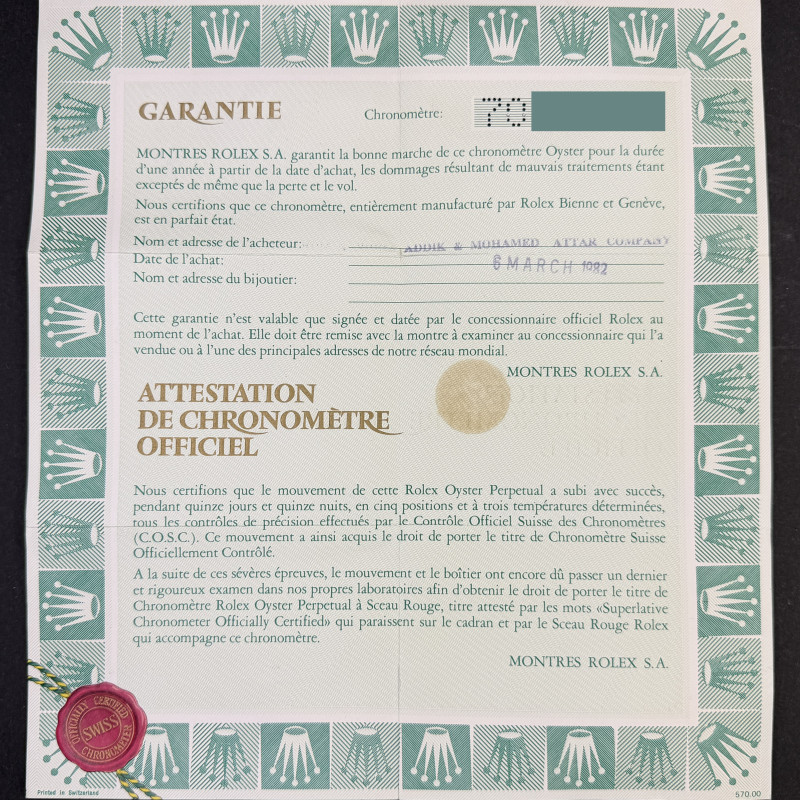 GARANTIE
Chronomètre: 70
MONTRES ROLEX S.A. garantit la bonne marche de ce chronomètre Oyster pour la durée
d'une année à partir de la date d'achat, les dommages résultant de mauvais traitements étant
exceptés de même que la perte et le vol.
Nous certifions que ce chronomètre, entièrement manufacturé par Rolex Bienne et Genève,
est en parfait état.
Nom et adresse de l'acheteur: ADDIK & MOHAMED ATTAR COMPANY
Date de l'achat: 6 MARCH 1982
Nom et adresse du bijoutier:
Cette garantie n'est valable que signée et datée par le concessionnaire officiel Rolex au
moment de l'achat. Elle doit être remise avec la montre à examiner au concessionnaire qui l'a
vendue ou à l'une des principales adresses de notre réseau mondial.
MONTRES ROLEX S.A.
ATTESTATION
DE CHRONOMÈTRE
OFFICIEL
Nous certifions que le mouvement de cette Rolex Oyster Perpetual a subi avec succès,
pendant quinze jours et quinze nuits, en cinq positions et à trois températures déterminées,
tous les contrôles de précision effectués par le Contrôle Officiel Suisse des Chronomètres
(C.O.S.C.). Ce mouvement a ainsi acquis le droit de porter le titre de Chronomètre Suisse
Officiellement Contrôlé.
A la suite de ces sévères épreuves, le mouvement et le boîtier ont encore dû passer un dernier
et rigoureux examen dans nos propres laboratoires afin d'obtenir le droit de porter le titre de
Chronomètre Rolex Oyster Perpetual à Sceau Rouge, titre attesté par les mots «Superlative
Chronometer Officially Certified» qui paraissent sur le cadran et par le Sceau Rouge Rolex
qui accompagne ce chronomètre.
MONTRES ROLEX S.A.
OFFICIALLY CERTIFIED
SWISS
CHRONOMETER
Printed in Switzerland
570.00